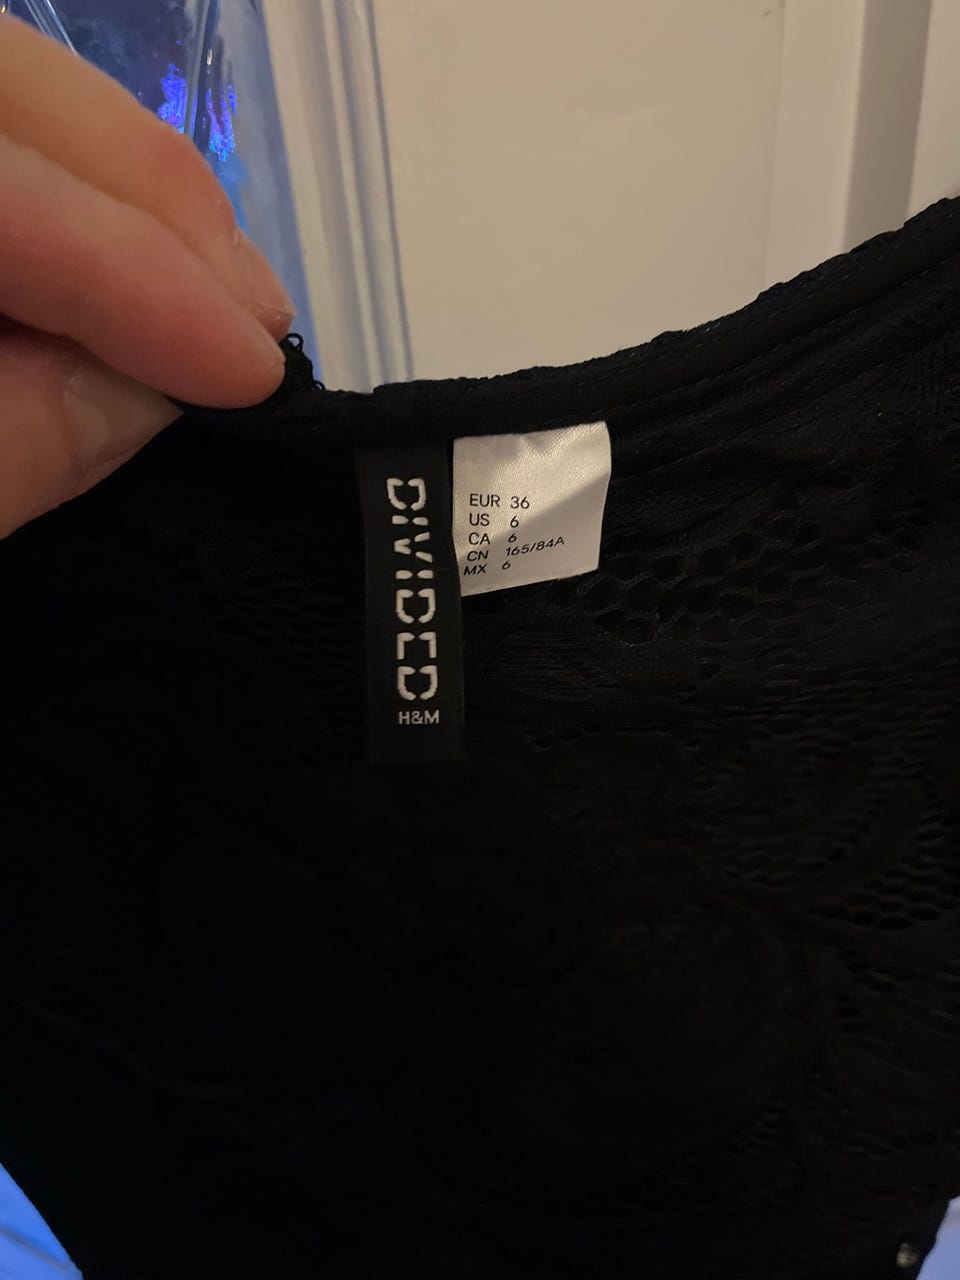 DIVIDED
H&M
EUR 36
US 6
CA 6
CN 165/84A
MX 6